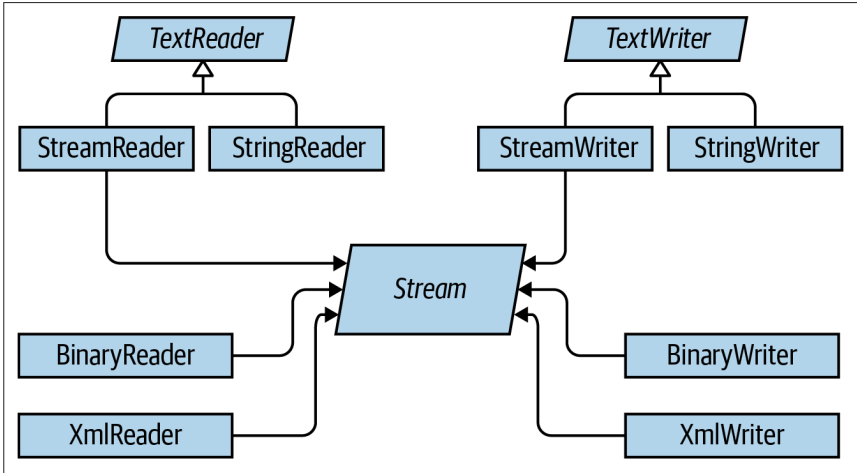 TextReader
TextWriter
StreamReader
StringReader
StreamWriter
StringWriter
Stream
BinaryReader
BinaryWriter
XmlReader
XmlWriter